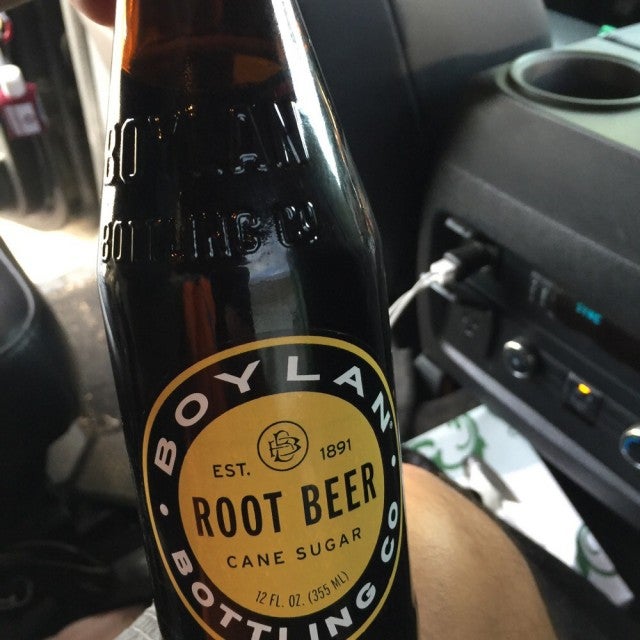 BOYLAN
BOTTLING CO
BOYLAN
EST. 1891
ROOT BEER
CANE SUGAR
12 FL. OZ. (355 ML)
BOTTLING CO.